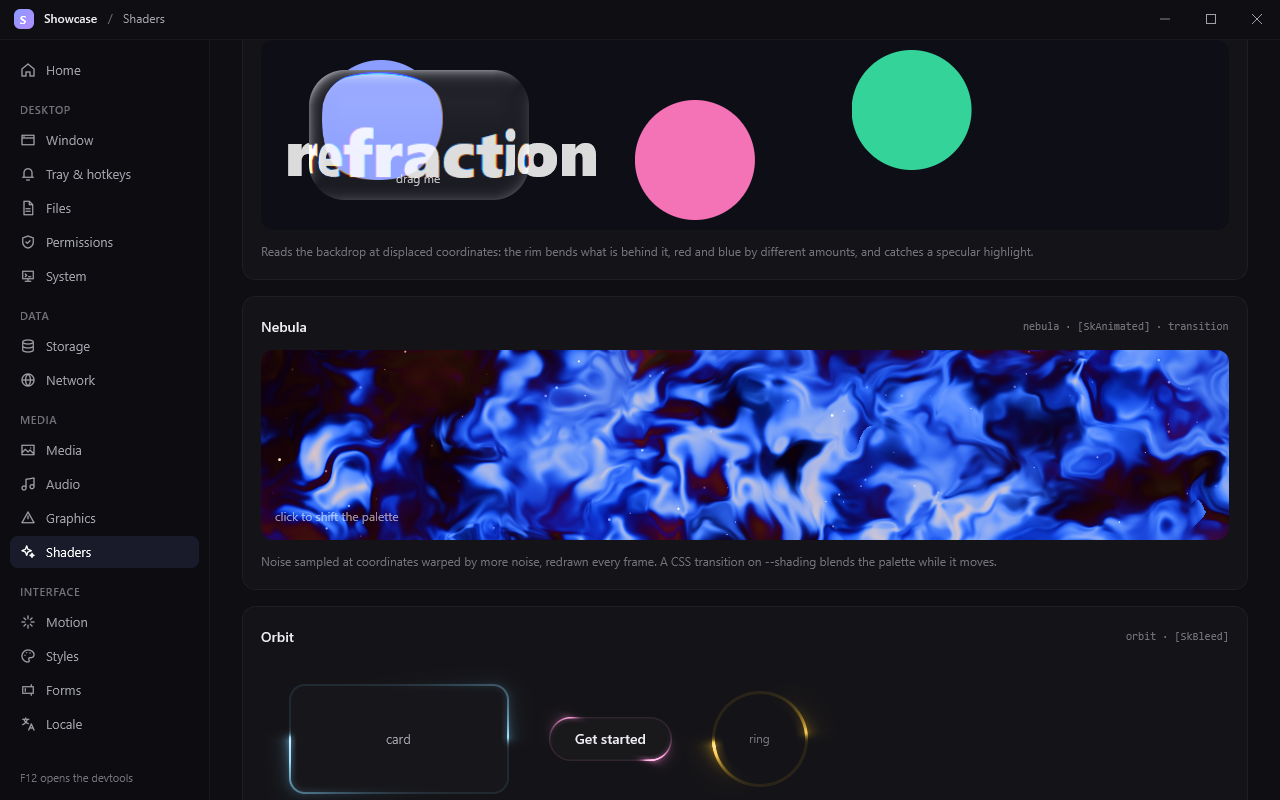 S Showcase / Shaders
Home
DESKTOP
Window
Tray & hotkeys
Files
Permissions
System
DATA
Storage
Network
MEDIA
Media
Audio
Graphics
Shaders
INTERFACE
Motion
Styles
Forms
Locale
F12 opens the devtools
refraction
drag me
Reads the backdrop at displaced coordinates: the rim bends what is behind it, red and blue by different amounts, and catches a specular highlight.
Nebula
nebula · [SkAnimated] · transition
click to shift the palette
Noise sampled at coordinates warped by more noise, redrawn every frame. A CSS transition on --shading blends the palette while it moves.
Orbit
orbit · [SkBleed]
card
Get started
ring